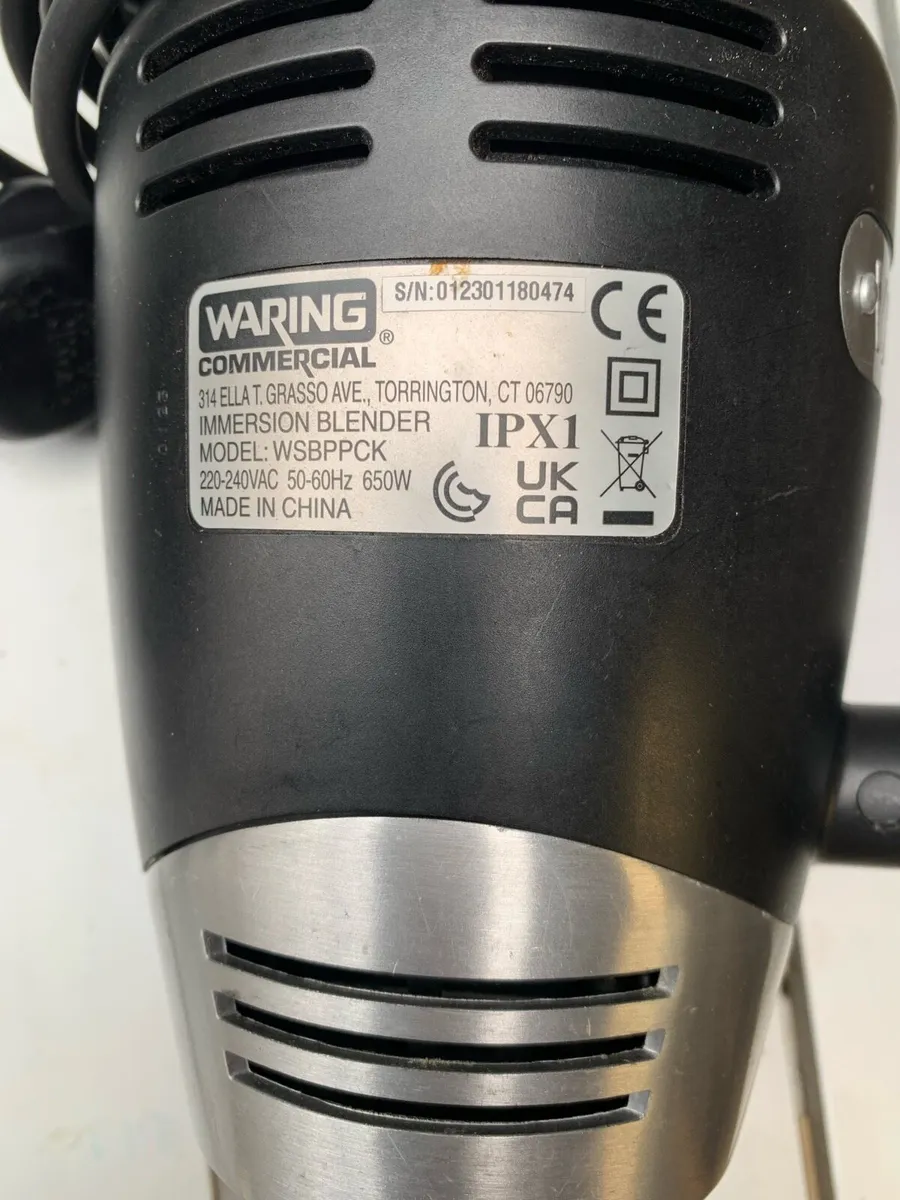 WARING®
COMMERCIAL
S/N:012301180474
CE
314 ELLA T. GRASSO AVE., TORRINGTON, CT 06790
IMMERSION BLENDER
IPX1
MODEL: WSBPPCK
220-240VAC 50-60Hz 650W
UK
CA
MADE IN CHINA